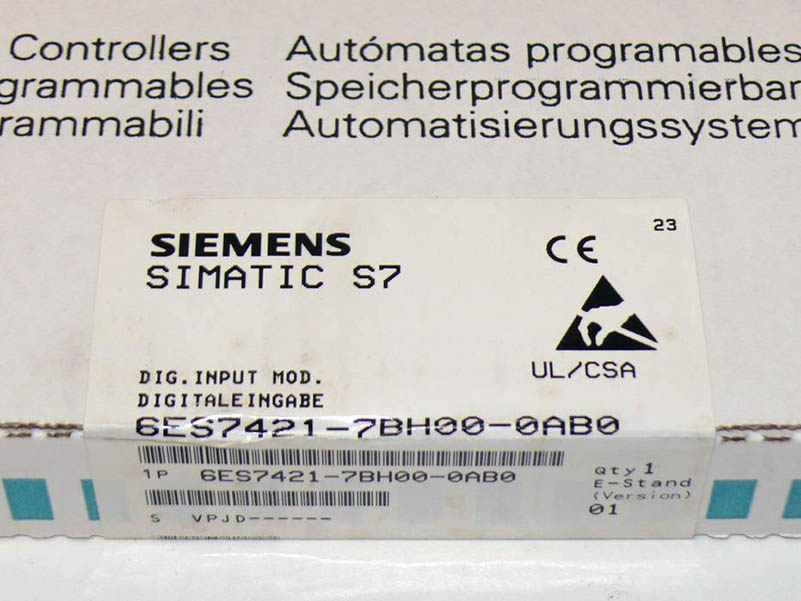 Controllers Autómatas programables
grammables Speicherprogrammierbar
rammabili Automatisierungssystem
23
SIEMENS CE
SIMATIC S7
UL/CSA
DIG.INPUT MOD.
DIGITALEINGABE
6ES7421-7BH00-0AB0
1P 6ES7421-7BH00-0AB0
Qty 1
E-Stand
(Version)
01
S VPJD------